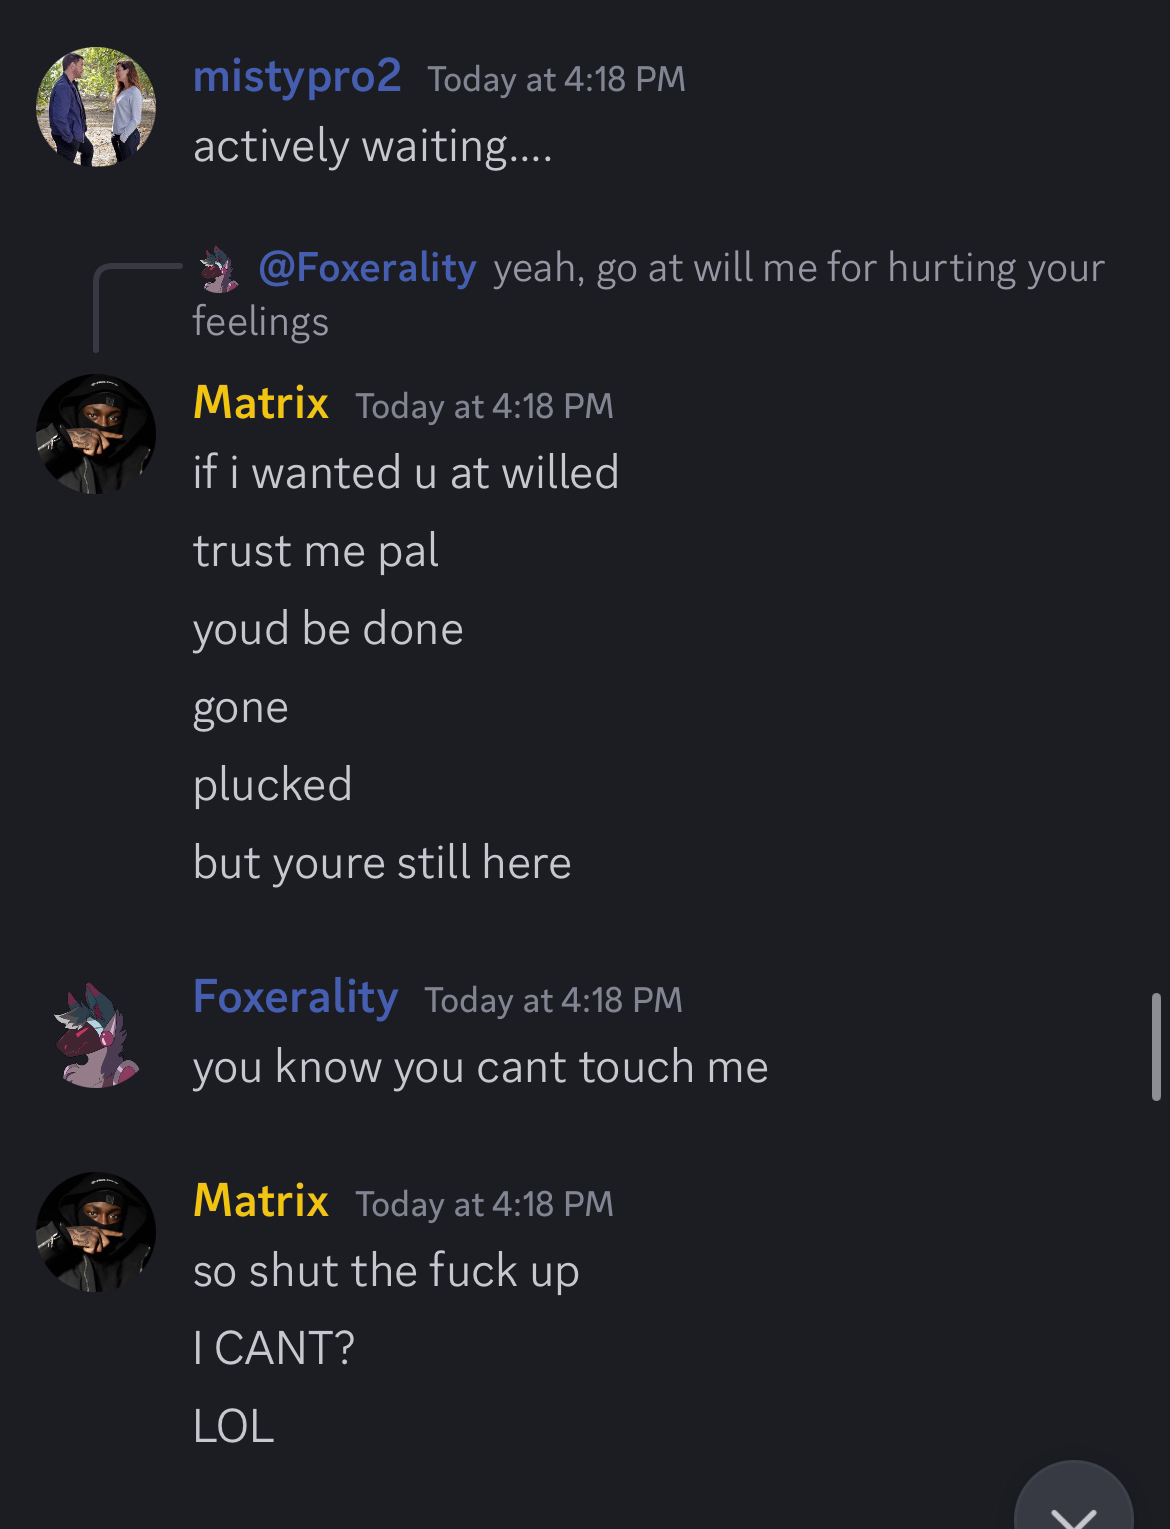 mistypro2 Today at 4:18 PM
actively waiting....
@Foxerality yeah, go at will me for hurting your
feelings
Matrix Today at 4:18 PM
if i wanted u at willed
trust me pal
youd be done
gone
plucked
but youre still here
Foxerality Today at 4:18 PM
you know you cant touch me
Matrix Today at 4:18 PM
so shut the fuck up
I CANT?
LOL